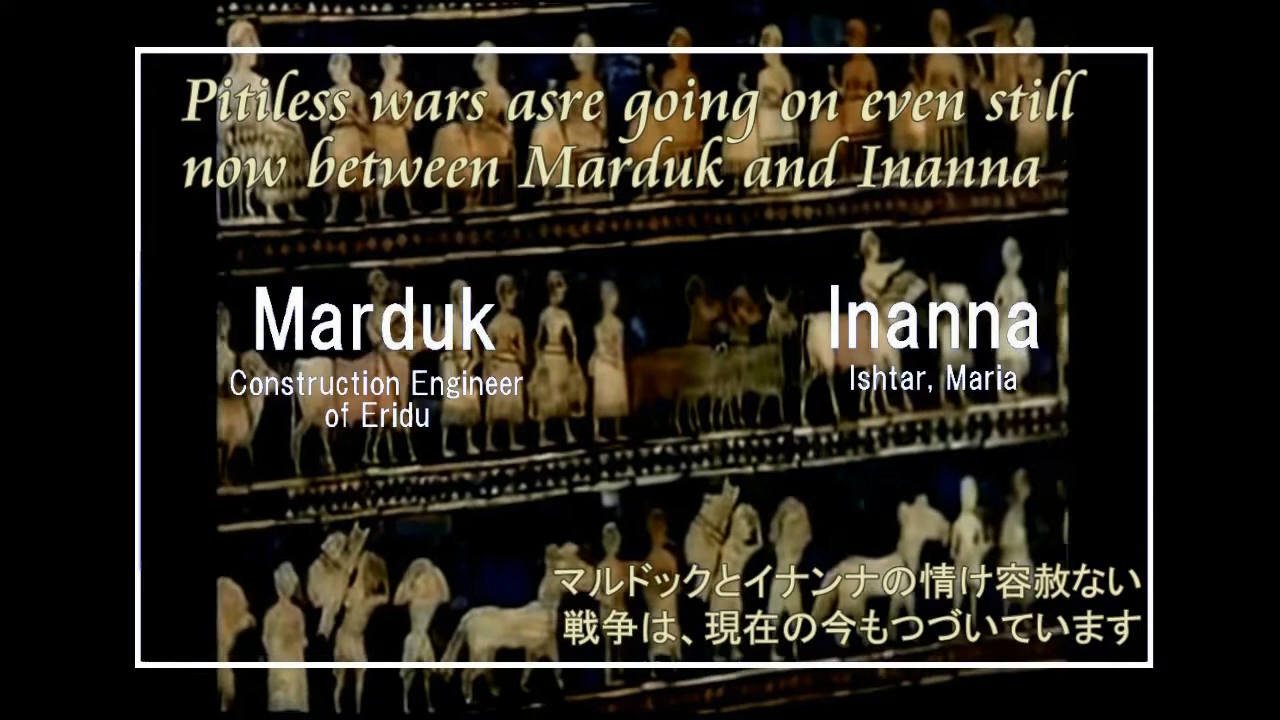 Pitiless wars asre going on even still
now between Marduk and Inanna
Marduk
Construction Engineer
of Eridu
Inanna
Ishtar, Maria
マルドックとイナンナの情け容赦ない
戦争は、現在の今もつづいています